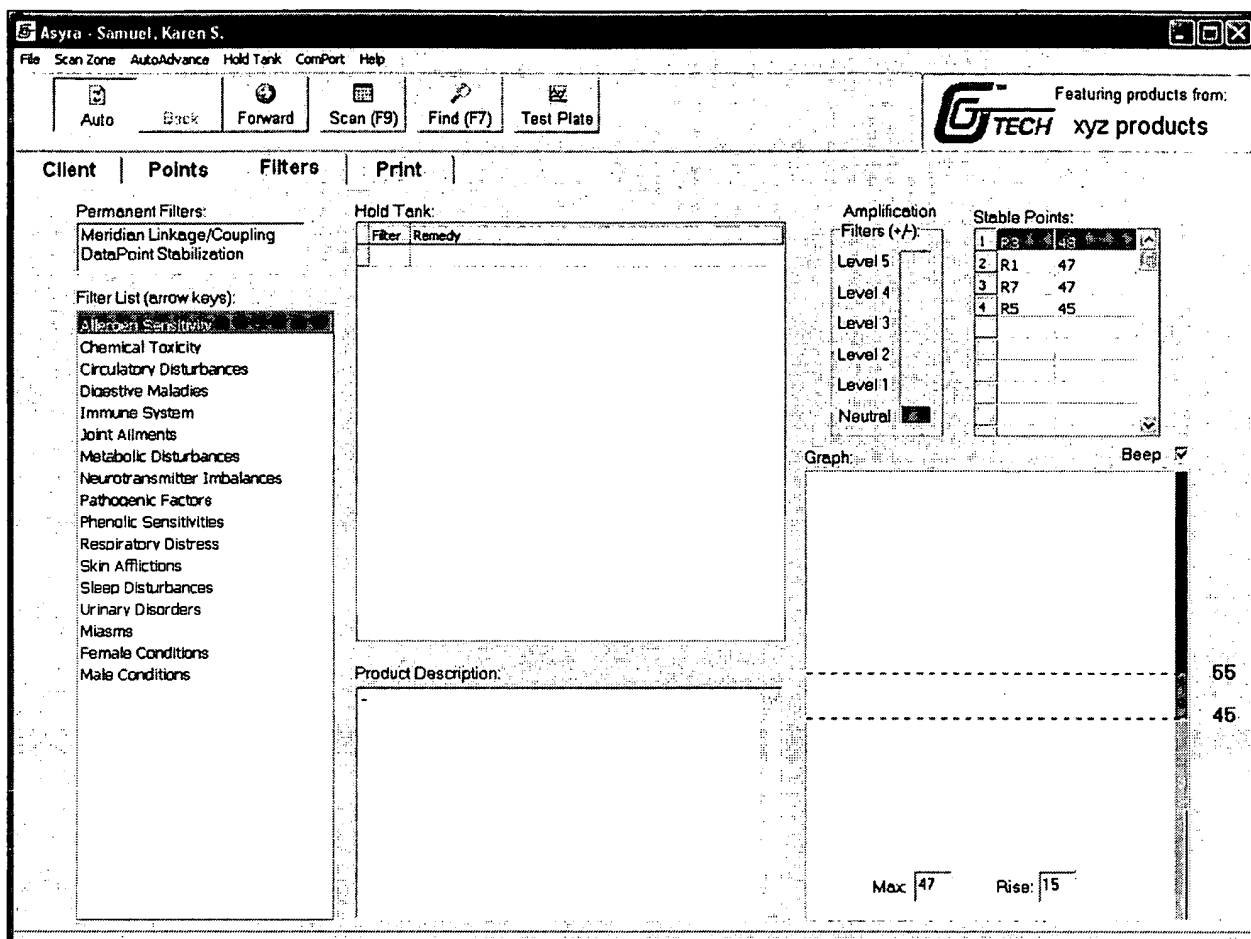 Asyra - Samuel, Karen S.
File Scan Zone AutoAdvance Hold Tank ComPort Help
Auto Back Forward Scan (F9) Find (F7) Test Plate
G TECH
Featuring products from:
xyz products
Client Points Filters Print
Permanent Filters:
Meridian Linkage/Coupling
DataPoint Stabilization
Filter List (arrow keys):
Allergen Sensitivity
Chemical Toxicity
Circulatory Disturbances
Digestive Maladies
Immune System
Joint Ailments
Metabolic Disturbances
Neurotransmitter Imbalances
Pathogenic Factors
Phenolic Sensitivities
Respiratory Distress
Skin Afflictions
Sleep Disturbances
Urinary Disorders
Miasms
Female Conditions
Male Conditions
Hold Tank:
Filter Remedy
Product Description:
Amplification
Filters (+/-):
Level 5
Level 4
Level 3
Level 2
Level 1
Neutral
Stable Points:
1 R3 48
2 R1 47
3 R7 47
4 R5 45
Graph:
Beep
55
45
Max: 47 Rise: 15